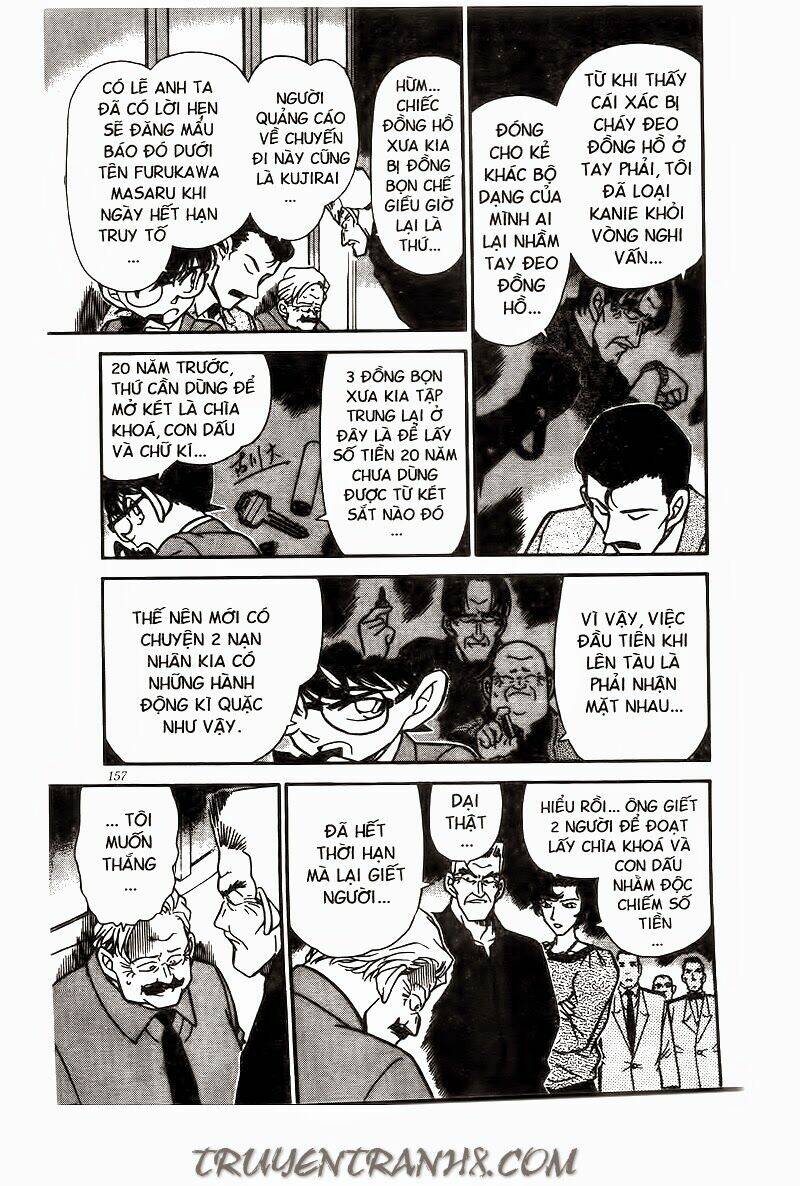 TỪ KHI THẤY
CÁI XÁC BỊ
CHÁY ĐEO
ĐỒNG HỒ Ở
TAY PHẢI, TÔI
ĐÃ LOẠI
KANIE KHỎI
VÒNG NGHI
VẤN...
ĐÓNG
CHO KẺ
KHÁC BỘ
DẠNG CỦA
MÌNH AI
LẠI NHẦM
TAY ĐEO
ĐỒNG
HỒ...
HỪM...
CHIẾC
ĐỒNG HỒ
XƯA KIA
BỊ ĐỒNG
BỌN CHẾ
GIỄU GIỜ
LẠI LÀ
THỨ...
NGƯỜI
QUẢNG CÁO
VỀ CHUYẾN
ĐI NÀY CŨNG
LÀ KUJIRAI
...
CÓ LẼ ANH TA
ĐÃ CÓ LỜI HẸN
SẼ ĐĂNG MẨU
BÁO ĐÓ DƯỚI
TÊN FURUKAWA
MASARU KHI
NGÀY HẾT HẠN
TRUY TỐ
...
3 ĐỒNG BỌN
XƯA KIA TẬP
TRUNG LẠI Ở
ĐÂY LÀ ĐỂ LẤY
SỐ TIỀN 20 NĂM
CHƯA DÙNG
ĐƯỢC TỪ KÉT
SẮT NÀO ĐÓ
...
20 NĂM TRƯỚC,
THỨ CẦN DÙNG ĐỂ
MỞ KÉT LÀ CHÌA
KHOÁ, CON DẤU
VÀ CHỮ KÍ...
古川大
VÌ VẬY, VIỆC
ĐẦU TIÊN KHI
LÊN TÀU LÀ
PHẢI NHẬN
MẶT NHAU...
THẾ NÊN MỚI CÓ
CHUYỆN 2 NẠN
NHÂN KIA CÓ
NHỮNG HÀNH
ĐỘNG KÌ QUẶC
NHƯ VẬY.
157
HIỂU RỒI... ÔNG GIẾT
2 NGƯỜI ĐỂ ĐOẠT
LẤY CHÌA KHOÁ VÀ
CON DẤU
NHẰM ĐỘC
CHIẾM SỐ
TIỀN
...
DẠI
THẬT
...
ĐÃ HẾT
THỜI HẠN
MÀ LẠI GIẾT
NGƯỜI...
... TÔI
MUỐN
THẮNG
...
TRUYENTRANH8.COM